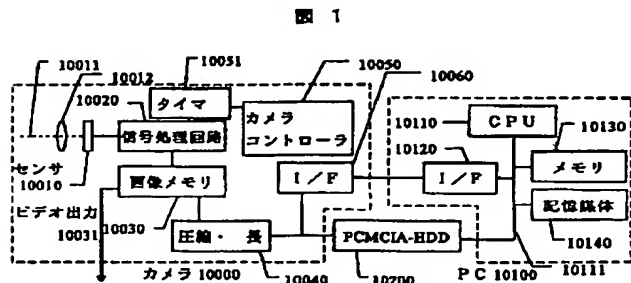 図 1
10051
10011
10012
10020
10050
10060
タイマ
カメラ
コントローラ
信号処理回路
センサ
10010
画像メモリ
ビデオ出力
10031
10030
圧縮・
長
カメラ 10000
10040
I/F
10110
CPU
10130
10120
メモリ
I/F
記憶媒体
10140
PCMCIA-HDD
10200
PC 10100
10111